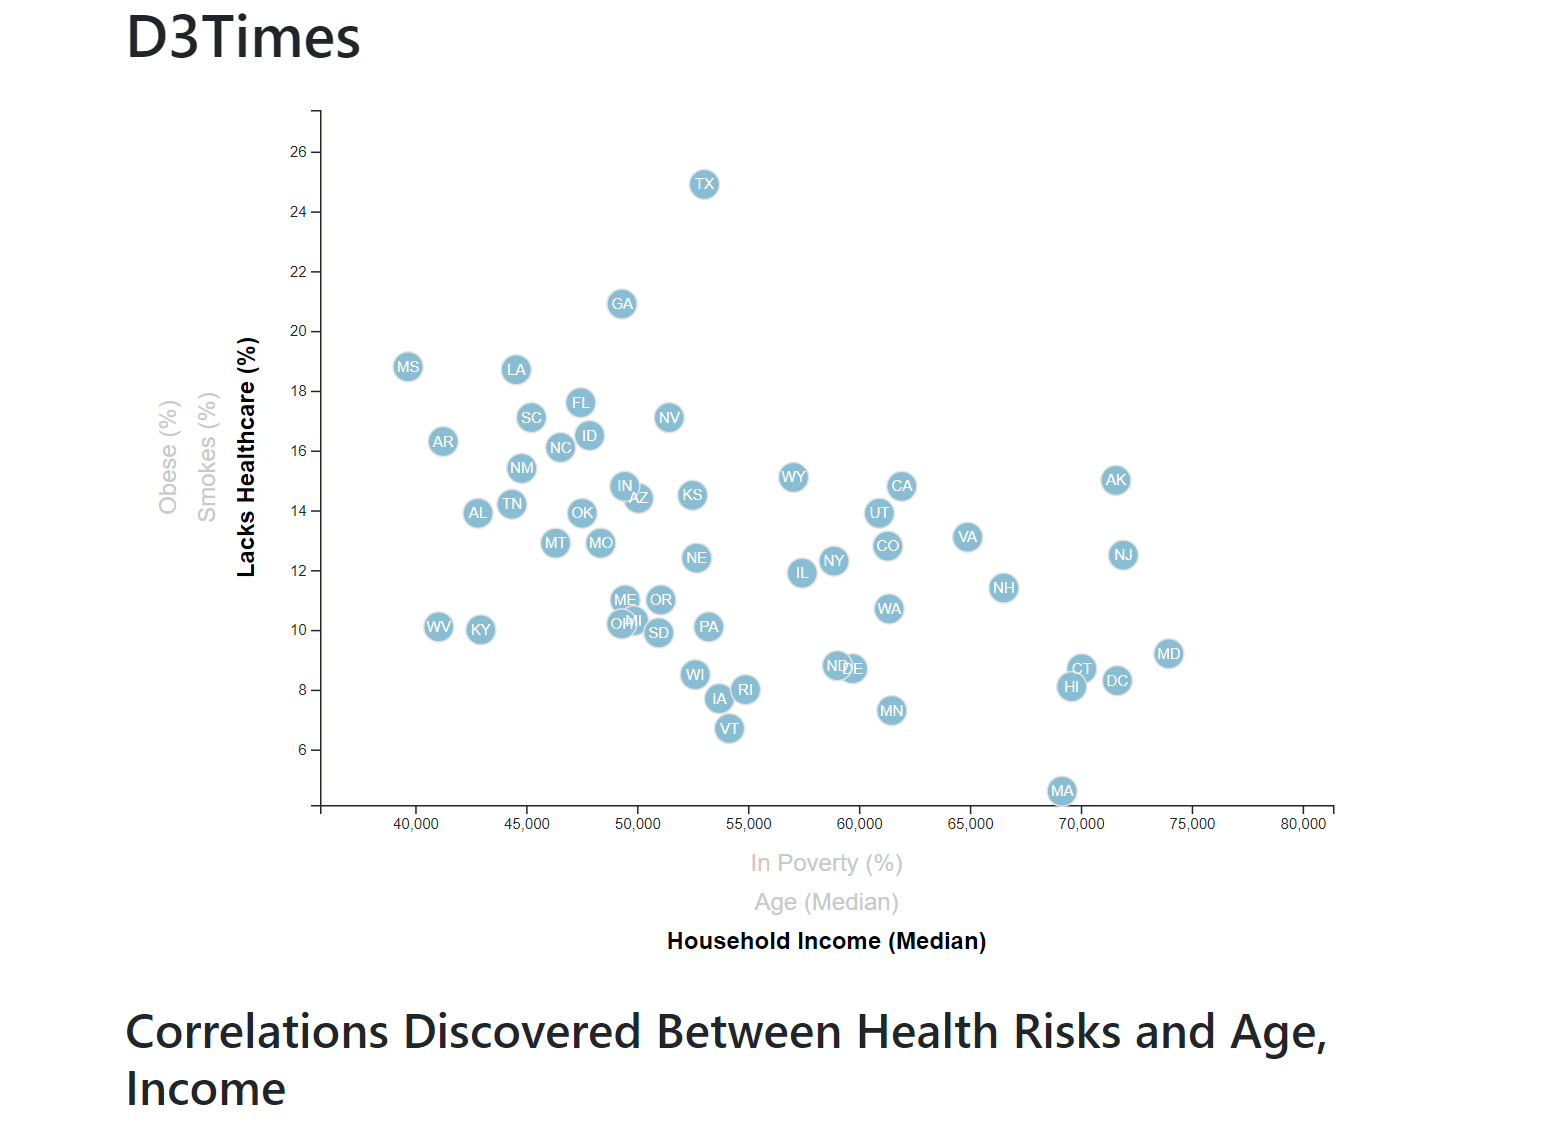 D3Times
26
24
22
20
18
16
14
12
10
8
6
Obese (%)
Smokes (%)
Lacks Healthcare (%)
TX
GA
MS
LA
FL
SC
NV
ID
AR
NC
NM
WY
AK
IN
CA
KS
AZ
TN
AL
OK
UT
VA
MT
MO
CO
NJ
NE
NY
IL
NH
ME
OR
WA
MI
OH
WV
PA
KY
SD
MD
ND
DE
CT
WI
DC
HI
RI
IA
MN
VT
MA
40,000
45,000
50,000
55,000
60,000
65,000
70,000
75,000
80,000
In Poverty (%)
Age (Median)
Household Income (Median)
Correlations Discovered Between Health Risks and Age,
Income